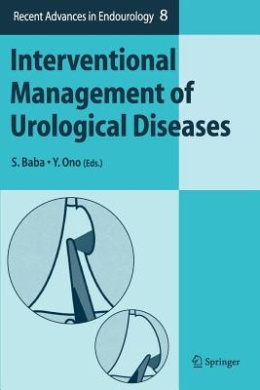 Recent Advances in Endourology 8
Interventional
Management of
Urological Diseases
S. Baba • Y. Ono (Eds.)
Springer